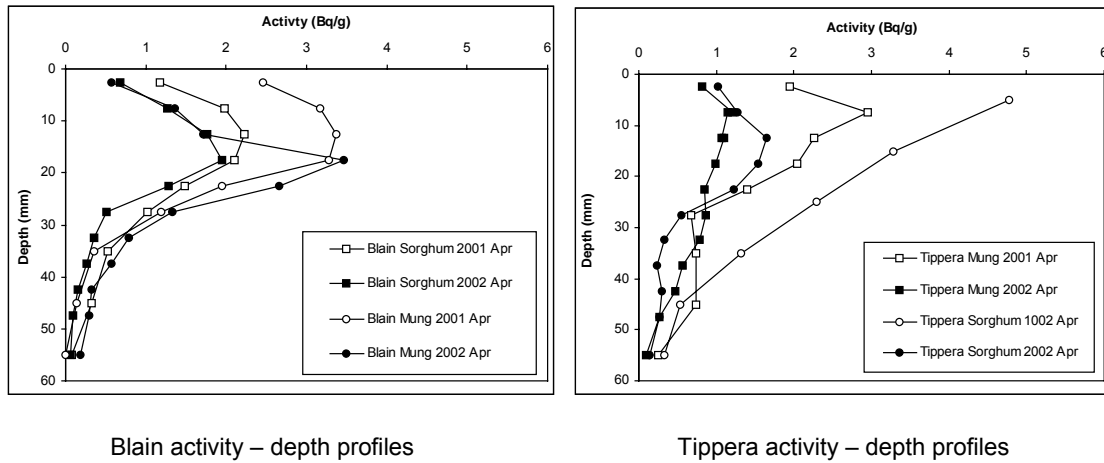 Activty (Bq/g)
0 1 2 3 4 5 6
0
10
20
30
40
50
60
Depth (mm)
Blain Sorghum 2001 Apr
Blain Sorghum 2002 Apr
Blain Mung 2001 Apr
Blain Mung 2002 Apr
Blain activity – depth profiles
Activity (Bq/g)
0 1 2 3 4 5 6
0
10
20
30
40
50
60
Depth (mm)
Tippera Mung 2001 Apr
Tippera Mung 2002 Apr
Tippera Sorghum 1002 Apr
Tippera Sorghum 2002 Apr
Tippera activity – depth profiles